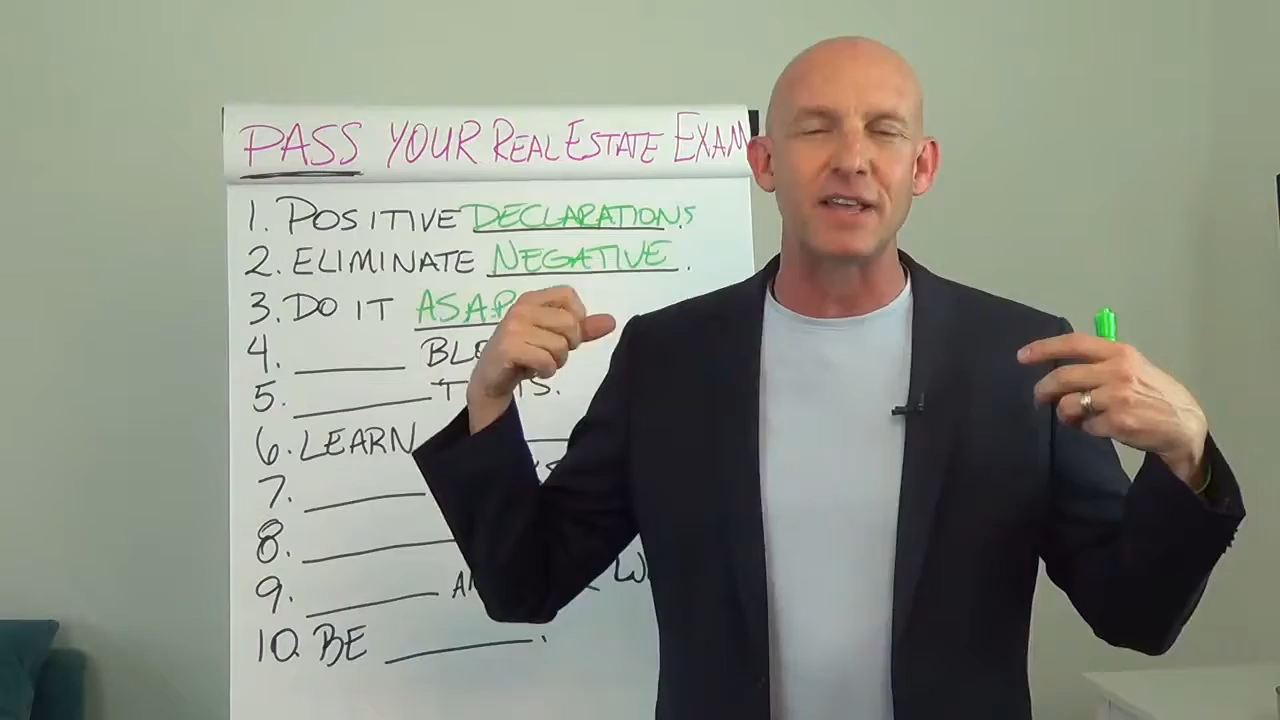 PASS YOUR REAL ESTATE EXAM
1. POSITIVE DECLARATIONS.
2. ELIMINATE NEGATIVE.
3. DO IT ASAP
4. ______
5. ______
6. LEARN
7. ______
8. ______
9. ______
10. BE ______.